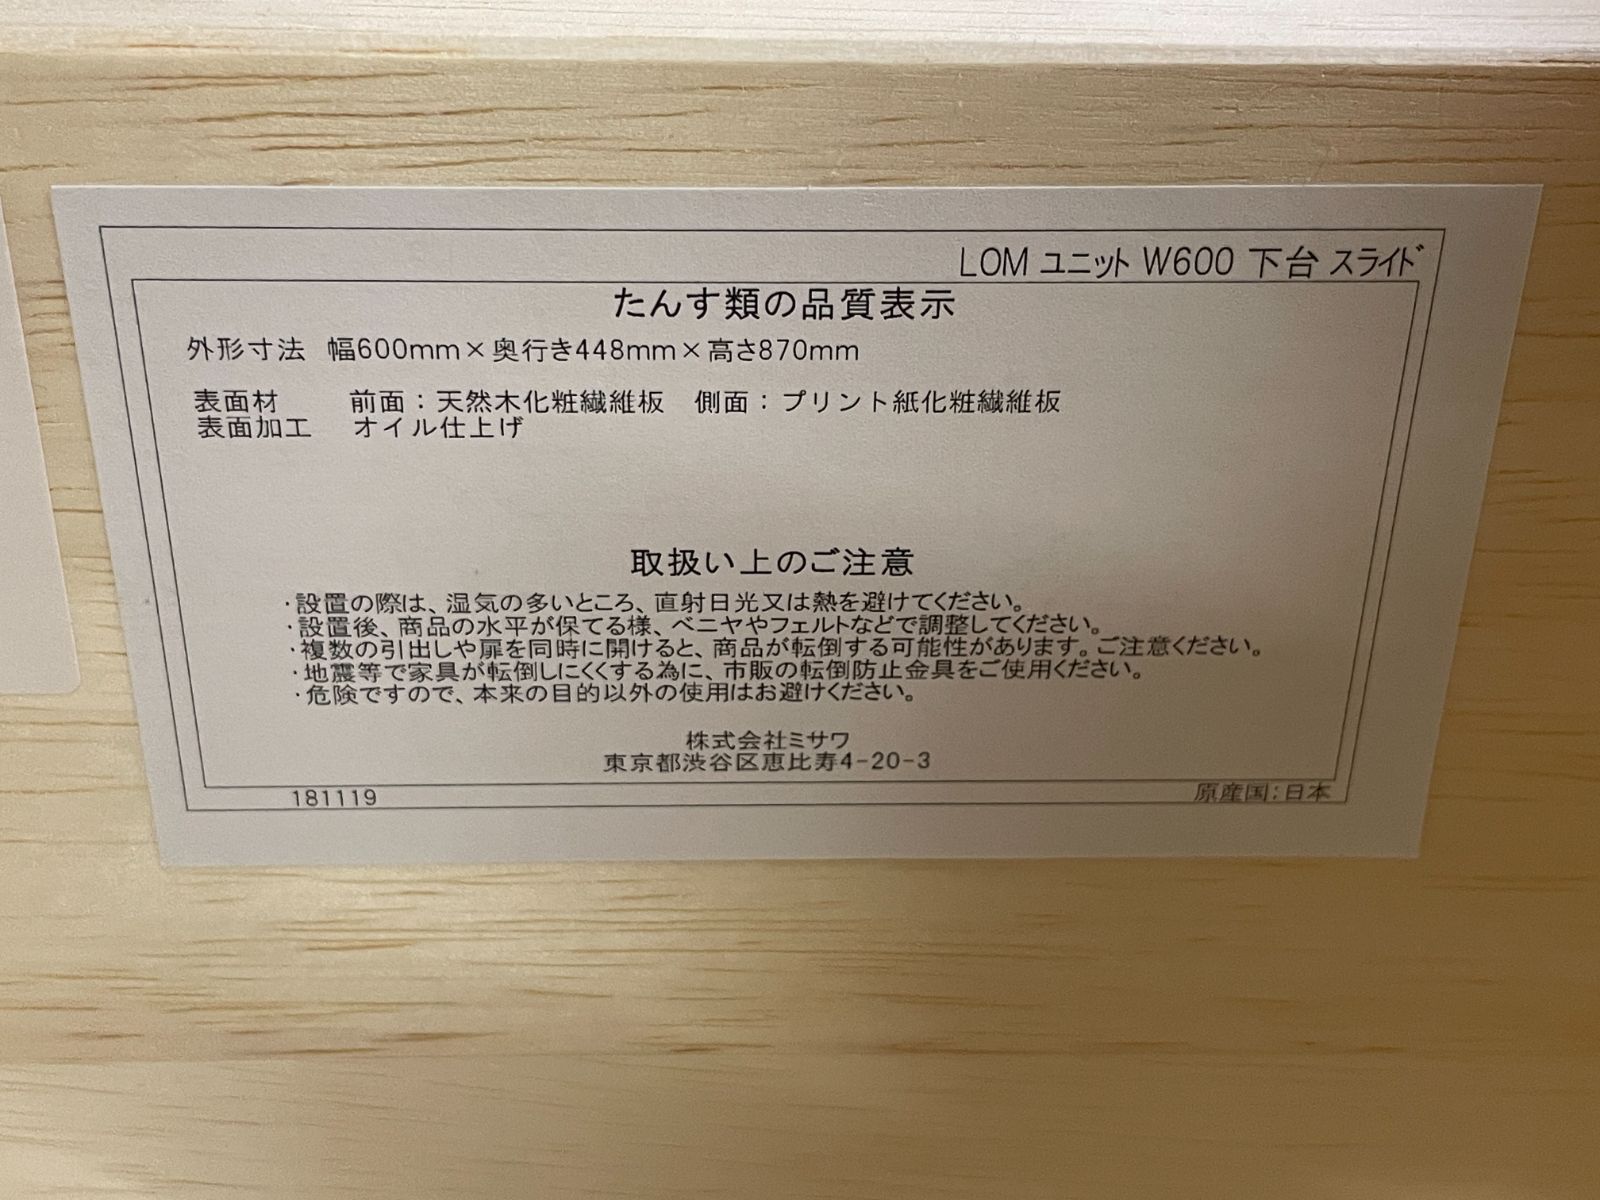 LOM ユニット W600 下台 スライド
たんす類の品質表示
外形寸法 幅600mm×奥行き448mm×高さ870mm
表面材 前面：天然木化粧繊維板 側面：プリント紙化粧繊維板
表面加工 オイル仕上げ
取扱い上のご注意
・設置の際は、湿気の多いところ、直射日光又は熱を避けてください。
・設置後、商品の水平が保てる様、ベニヤやフェルトなどで調整してください。
・複数の引出しや扉を同時に開けると、商品が転倒する可能性があります。ご注意ください。
・地震等で家具が転倒しにくくする為に、市販の転倒防止金具をご使用ください。
・危険ですので、本来の目的以外の使用はお避けください。
株式会社ミサワ
東京都渋谷区恵比寿4-20-3
181119 原産国：日本